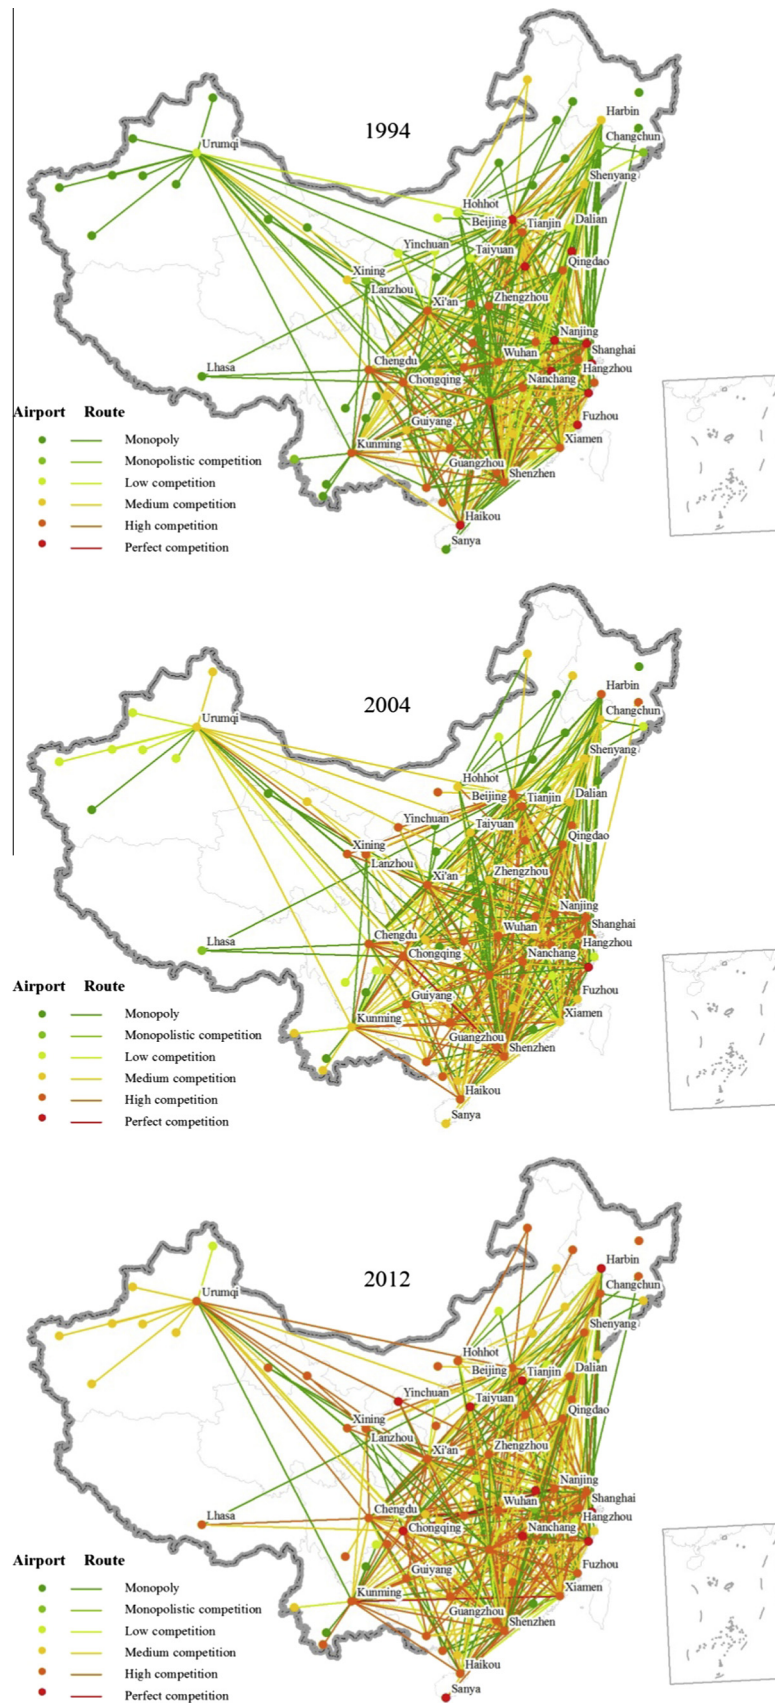 1994
Harbin
Changchun
Urumqi
Shenyang
Hohhot
Beijing
Tianjin
Dalian
Yinchuan
Taiyuan
Qingdao
Xining
Lanzhou
Xi'an
Zhengzhou
Nanjing
Shanghai
Wuhan
Hangzhou
Lhasa
Chengdu
Chongqing
Nanchang
Fuzhou
Guiyang
Kunming
Xiamen
Guangzhou
Shenzhen
Haikou
Sanya
Airport Route
Monopoly
Monopolistic competition
Low competition
Medium competition
High competition
Perfect competition
2004
Harbin
Changchun
Urumqi
Shenyang
Hohhot
Beijing
Tianjin
Dalian
Yinchuan
Taiyuan
Qingdao
Xining
Lanzhou
Xi'an
Zhengzhou
Nanjing
Shanghai
Wuhan
Hangzhou
Lhasa
Chengdu
Chongqing
Nanchang
Fuzhou
Guiyang
Kunming
Xiamen
Guangzhou
Shenzhen
Haikou
Sanya
Airport Route
Monopoly
Monopolistic competition
Low competition
Medium competition
High competition
Perfect competition
2012
Harbin
Changchun
Urumqi
Shenyang
Hohhot
Beijing
Tianjin
Dalian
Yinchuan
Taiyuan
Qingdao
Xining
Lanzhou
Xi'an
Zhengzhou
Nanjing
Shanghai
Wuhan
Hangzhou
Lhasa
Chengdu
Chongqing
Nanchang
Fuzhou
Guiyang
Kunming
Xiamen
Guangzhou
Shenzhen
Haikou
Sanya
Airport Route
Monopoly
Monopolistic competition
Low competition
Medium competition
High competition
Perfect competition